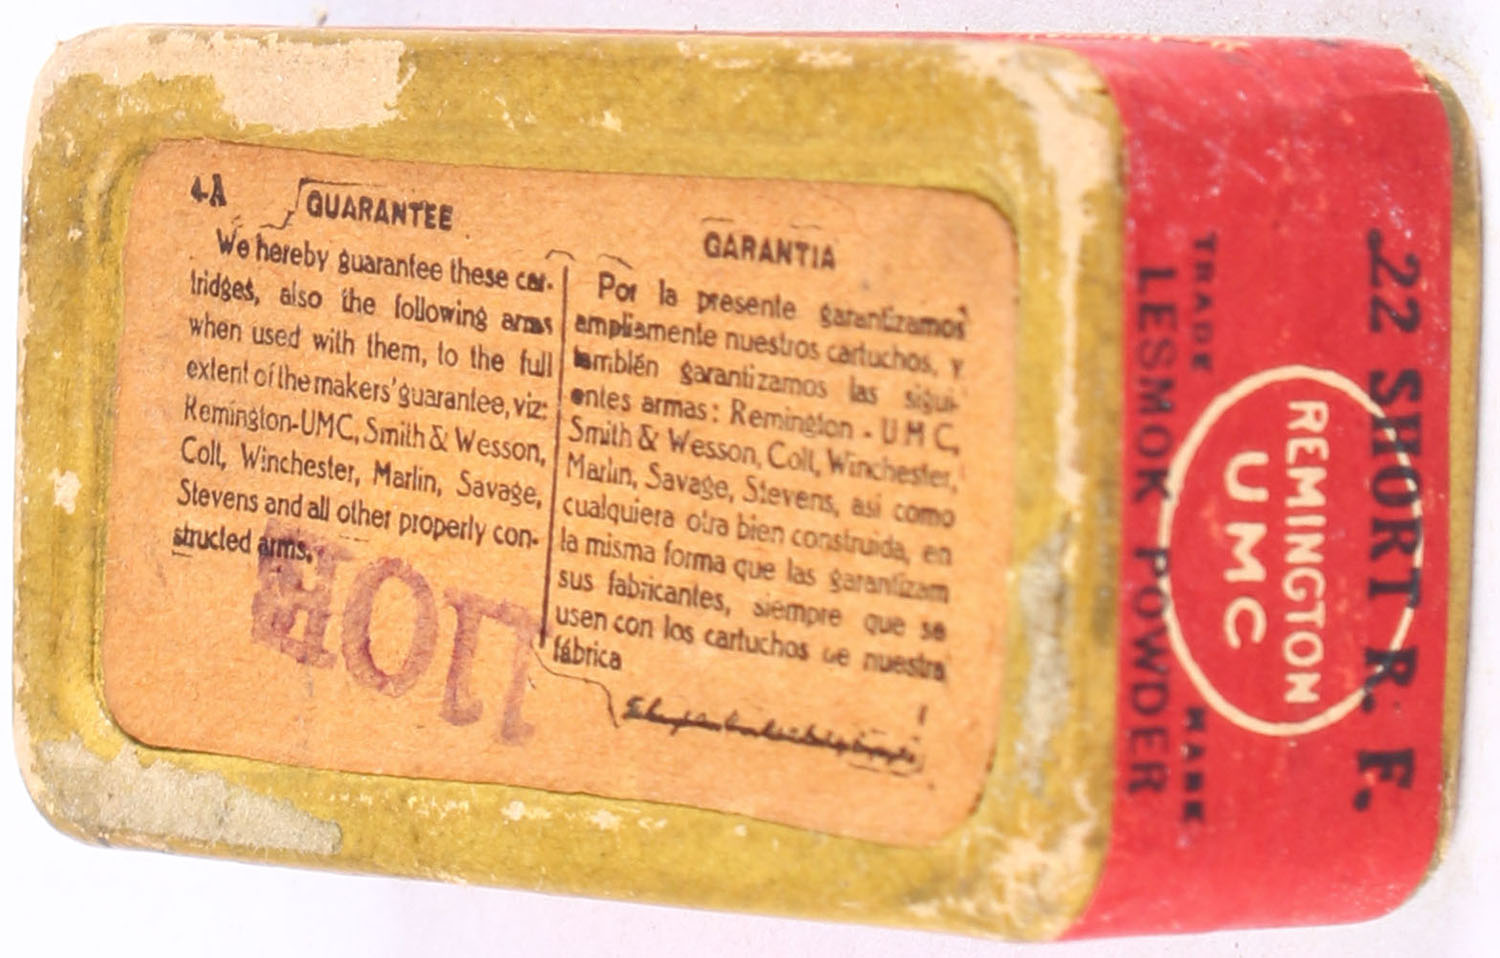 4-A
GUARANTEE
We hereby guarantee these car-
tridges, also the following arms
when used with them, to the full
extent of the makers' guarantee, viz:
Remington-UMC, Smith & Wesson,
Colt, Winchester, Marlin, Savage,
Stevens and all other properly con-
structed arms.
GARANTIA
Por la presente garantizamos
ampliamente nuestros cartuchos, y
también garantizamos las sigui-
entes armas: Remington - UMC,
Smith & Wesson, Colt, Winchester,
Marlin, Savage, Stevens, asi como
cualquiera otra bien construida, en
la misma forma que las garantizam
sus fabricantes, siempre que se
usen con los cartuchos de nuestra
fábrica
.22 SHORT R. F.
REMINGTON
UMC
TRADE MARK
LESMOK POWDER